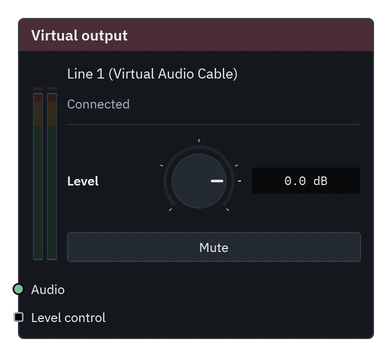 Virtual output
Line 1 (Virtual Audio Cable)
Connected
Level
0.0 dB
Mute
Audio
Level control